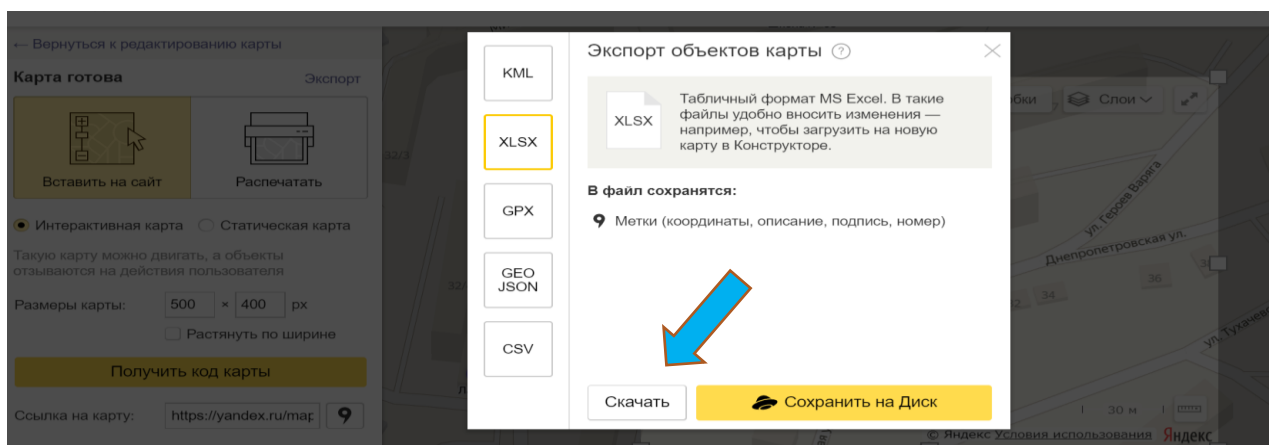 ← Вернуться к редактированию карты
Карта готова
Экспорт
Вставить на сайт
Распечатать
Интерактивная карта
Статическая карта
Такую карту можно двигать, а объекты
отзываются на действия пользователя
Размеры карты:
500 × 400 px
Растянуть по ширине
Получить код карты
Ссылка на карту:
https://yandex.ru/map
KML
XLSX
GPX
GEO
JSON
CSV
Экспорт объектов карты ?
XLSX
Табличный формат MS Excel. В такие
файлы удобно вносить изменения —
например, чтобы загрузить на новую
карту в Конструкторе.
В файл сохранятся:
Метки (координаты, описание, подпись, номер)
Скачать
Сохранить на Диск
Слои
32/3
ул. Героев Варяга
Днепропетровская ул.
36
34
30 м
© Яндекс Условия использования Яндекс